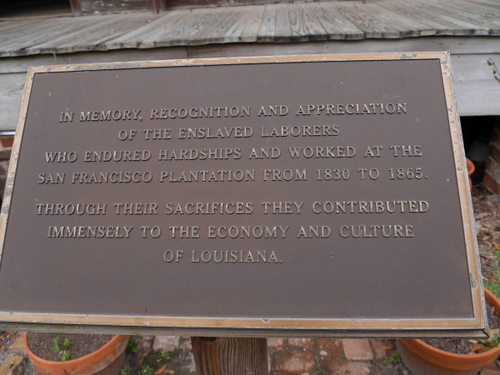 IN MEMORY, RECOGNITION AND APPRECIATION
OF THE ENSLAVED LABORERS
WHO ENDURED HARDSHIPS AND WORKED AT THE
SAN FRANCISCO PLANTATION FROM 1830 TO 1865.
THROUGH THEIR SACRIFICES THEY CONTRIBUTED
IMMENSELY TO THE ECONOMY AND CULTURE
OF LOUISIANA.